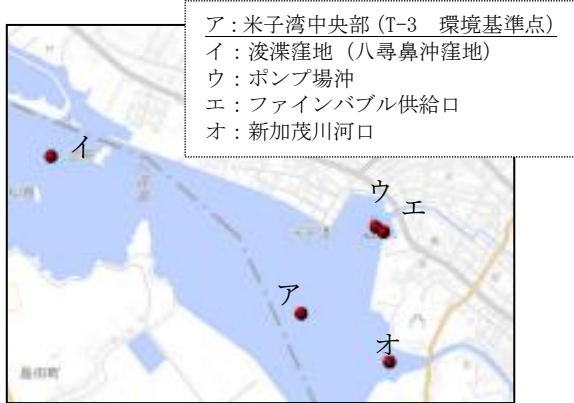 ア：米子湾中央部(T-3　環境基準点)
イ：浚渫窪地（八尋鼻沖窪地）
ウ：ポンプ場沖
エ：ファインバブル供給口
オ：新加茂川河口
イ
ウ
エ
ア
オ